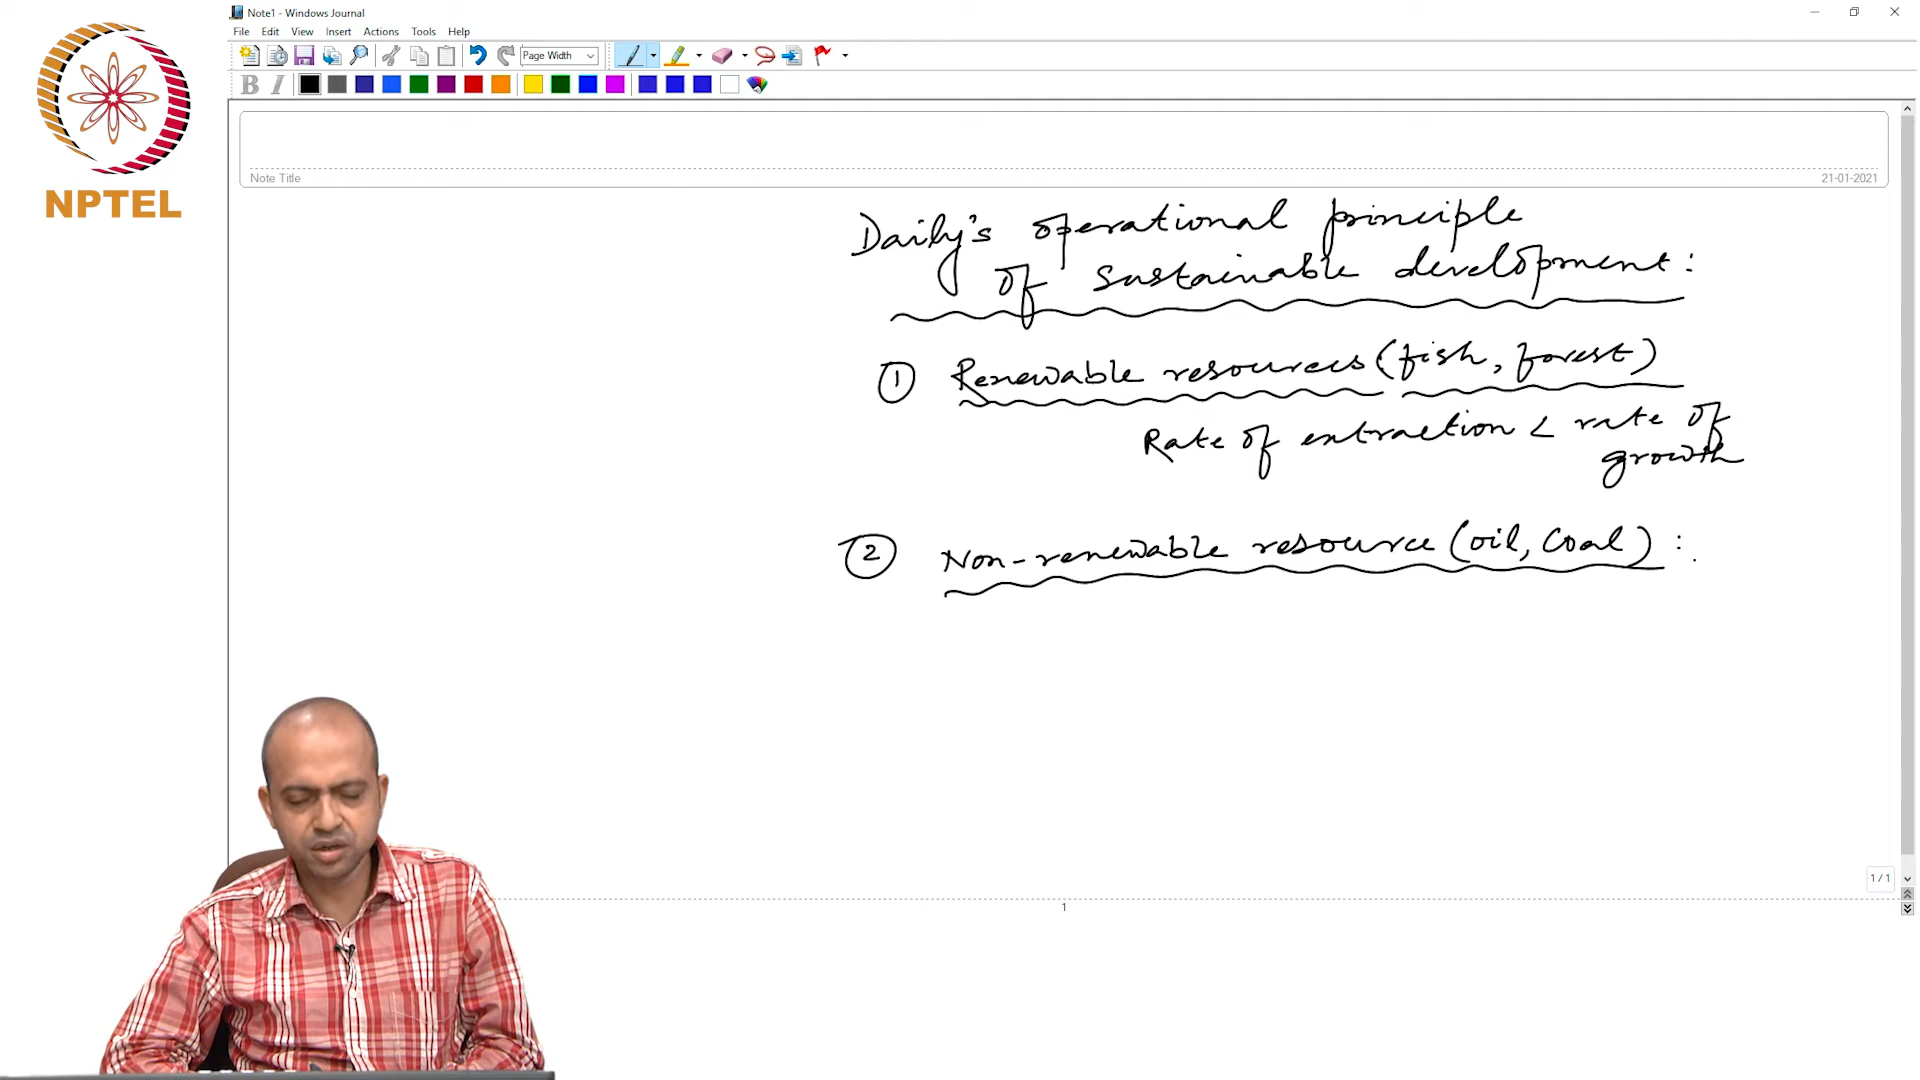 Note1 - Windows Journal
File Edit View Insert Actions Tools Help
Page Width
B I
NPTEL
Note Title
21-01-2021
Daily's operational principle
of sustainable development:
① Renewable resources (fish, forest)
Rate of extraction < rate of
growth
② Non-renewable resource (oil, Coal) :
1 / 1
1